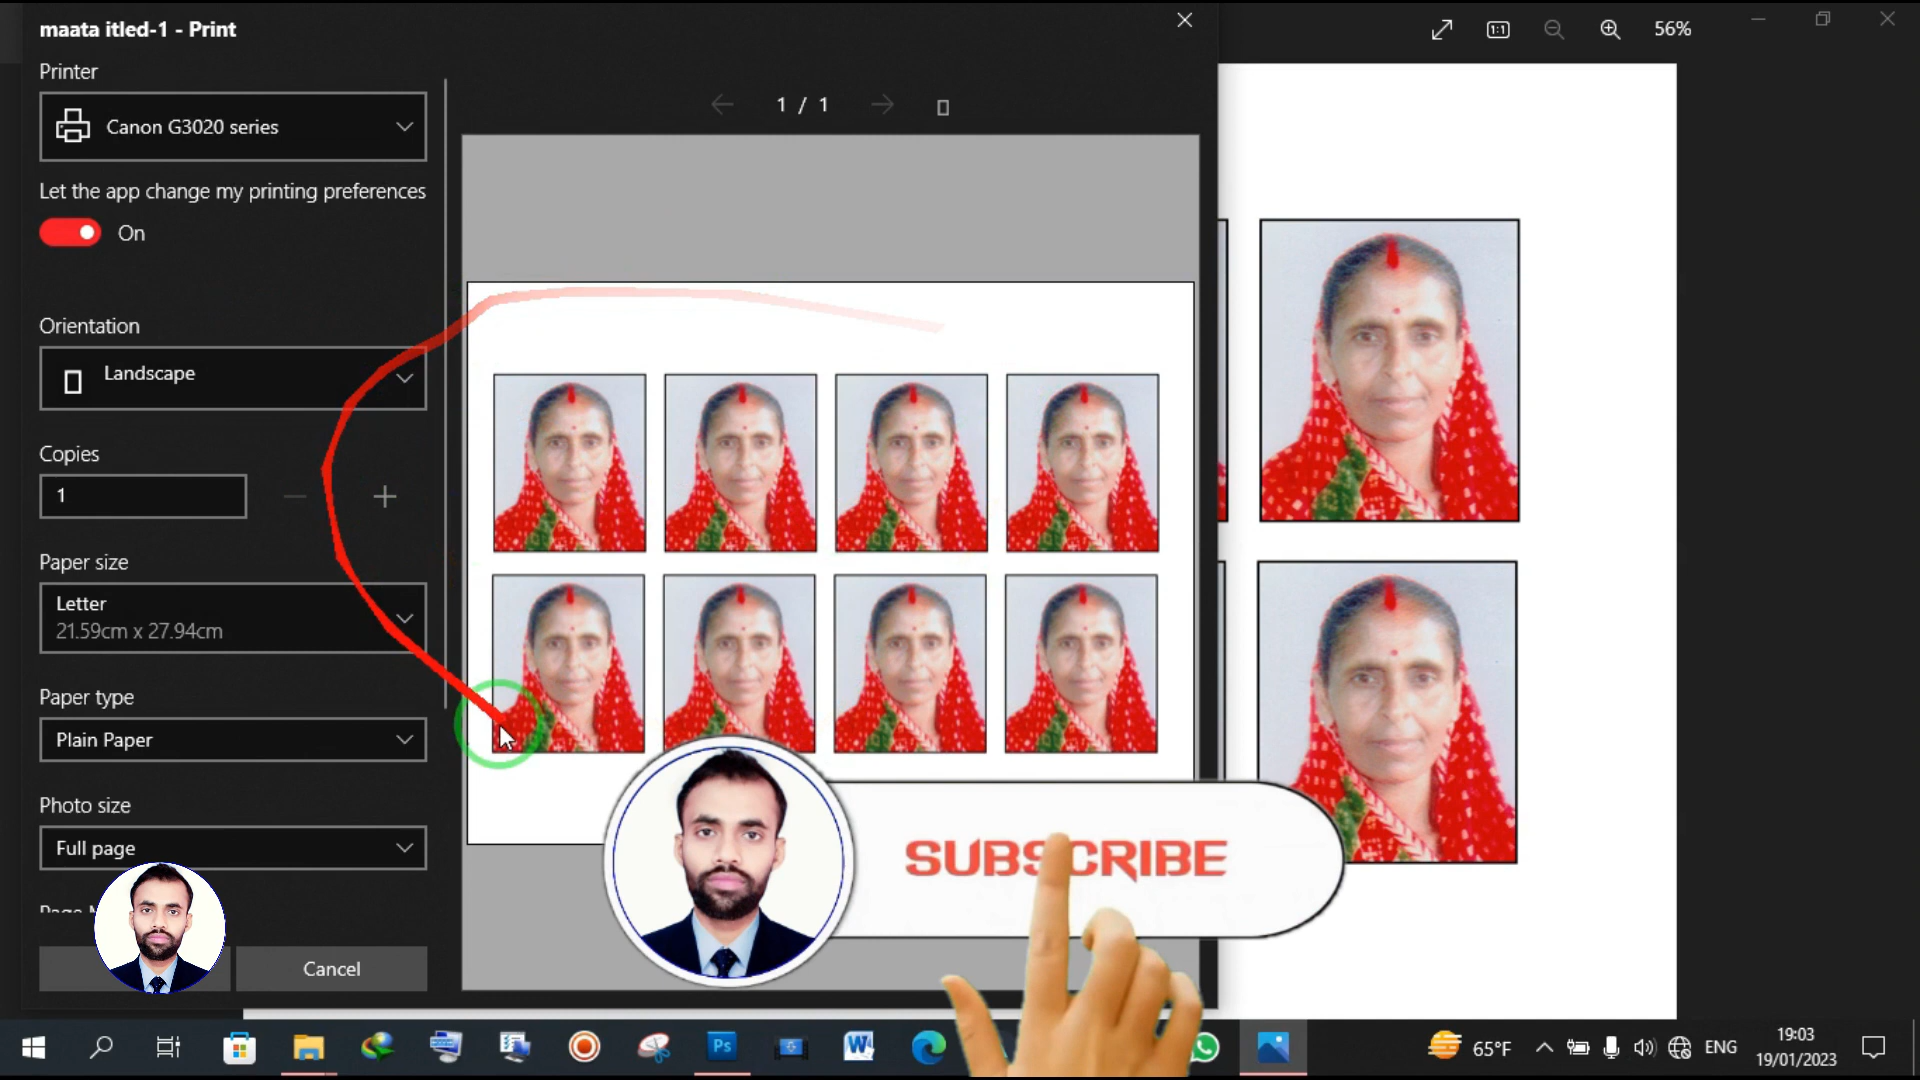 maata itled-1 - Print
56%
Printer
1 / 1
Canon G3020 series
Let the app change my printing preferences
On
Orientation
Landscape
Copies
1
Paper size
Letter
21.59cm x 27.94cm
Paper type
Plain Paper
Photo size
Full page
SUBSCRIBE
Cancel
Ps
W
65°F
ENG
19:03
19/01/2023